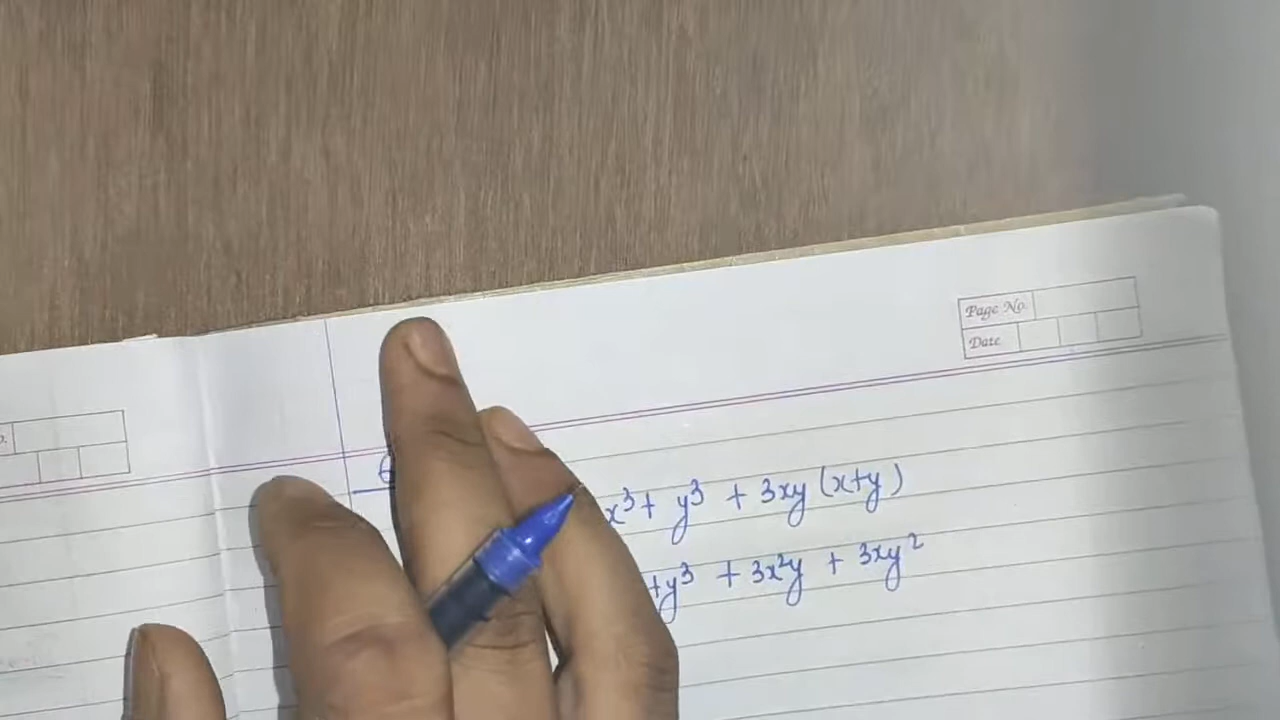 Page No.
Date
x³ + y³ + 3xy (x+y)
+y³ + 3x²y + 3xy²